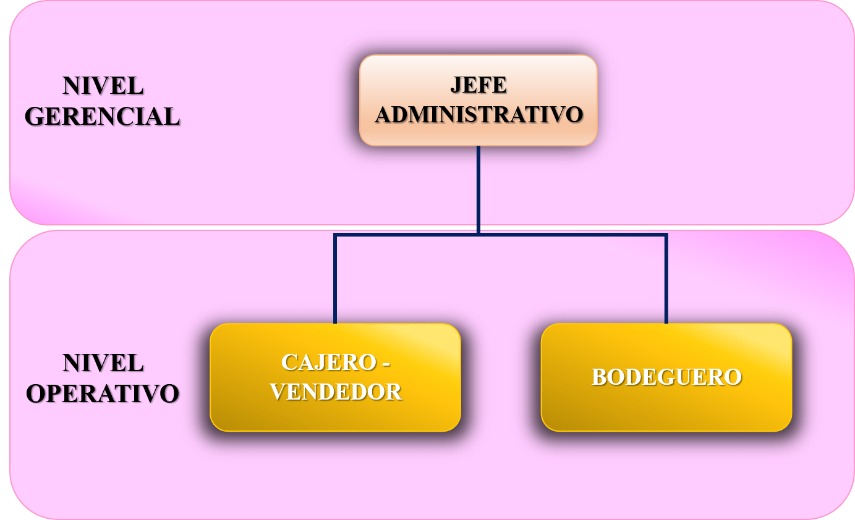 NIVEL
GERENCIAL
JEFE
ADMINISTRATIVO
NIVEL
OPERATIVO
CAJERO -
VENDEDOR
BODEGUERO